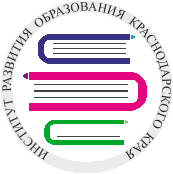 ИНСТИТУТ РАЗВИТИЯ ОБРАЗОВАНИЯ КРАСНОДАРСКОГО КРАЯ